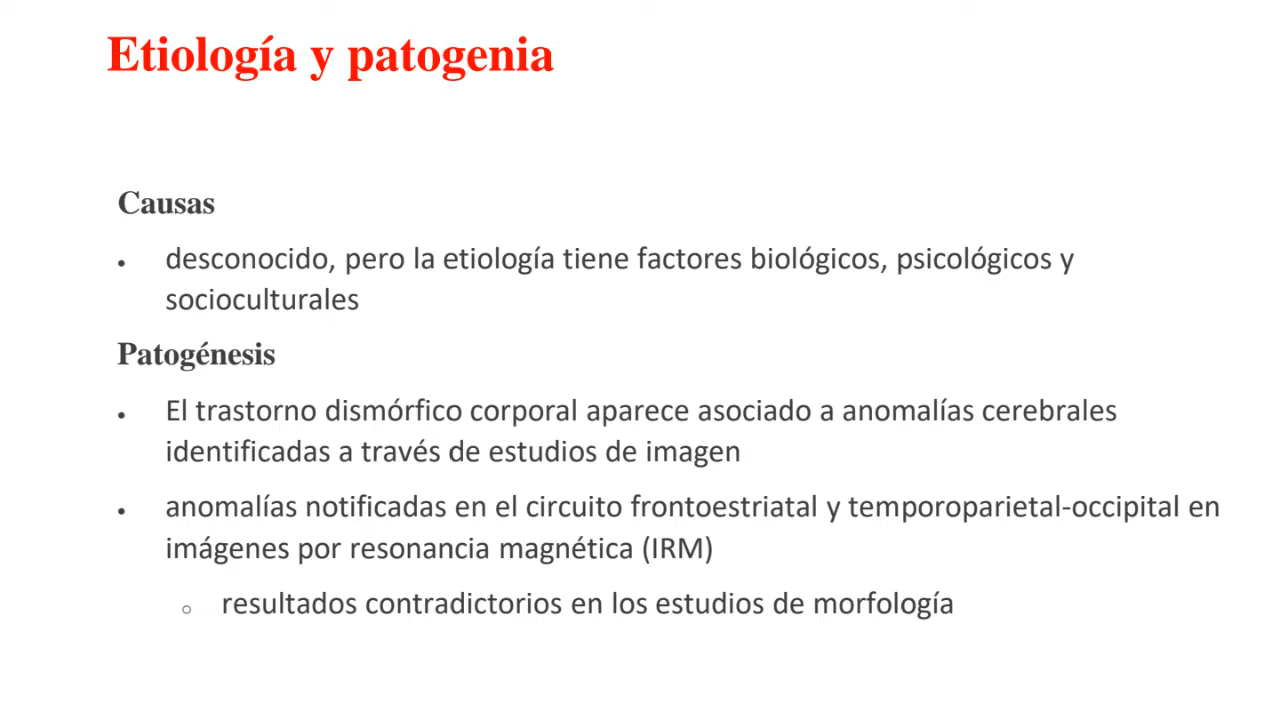 Etiología y patogenia
Causas
• desconocido, pero la etiología tiene factores biológicos, psicológicos y
socioculturales
Patogénesis
• El trastorno dismórfico corporal aparece asociado a anomalías cerebrales
identificadas a través de estudios de imagen
• anomalías notificadas en el circuito frontoestriatal y temporoparietal-occipital en
imágenes por resonancia magnética (IRM)
○ resultados contradictorios en los estudios de morfología